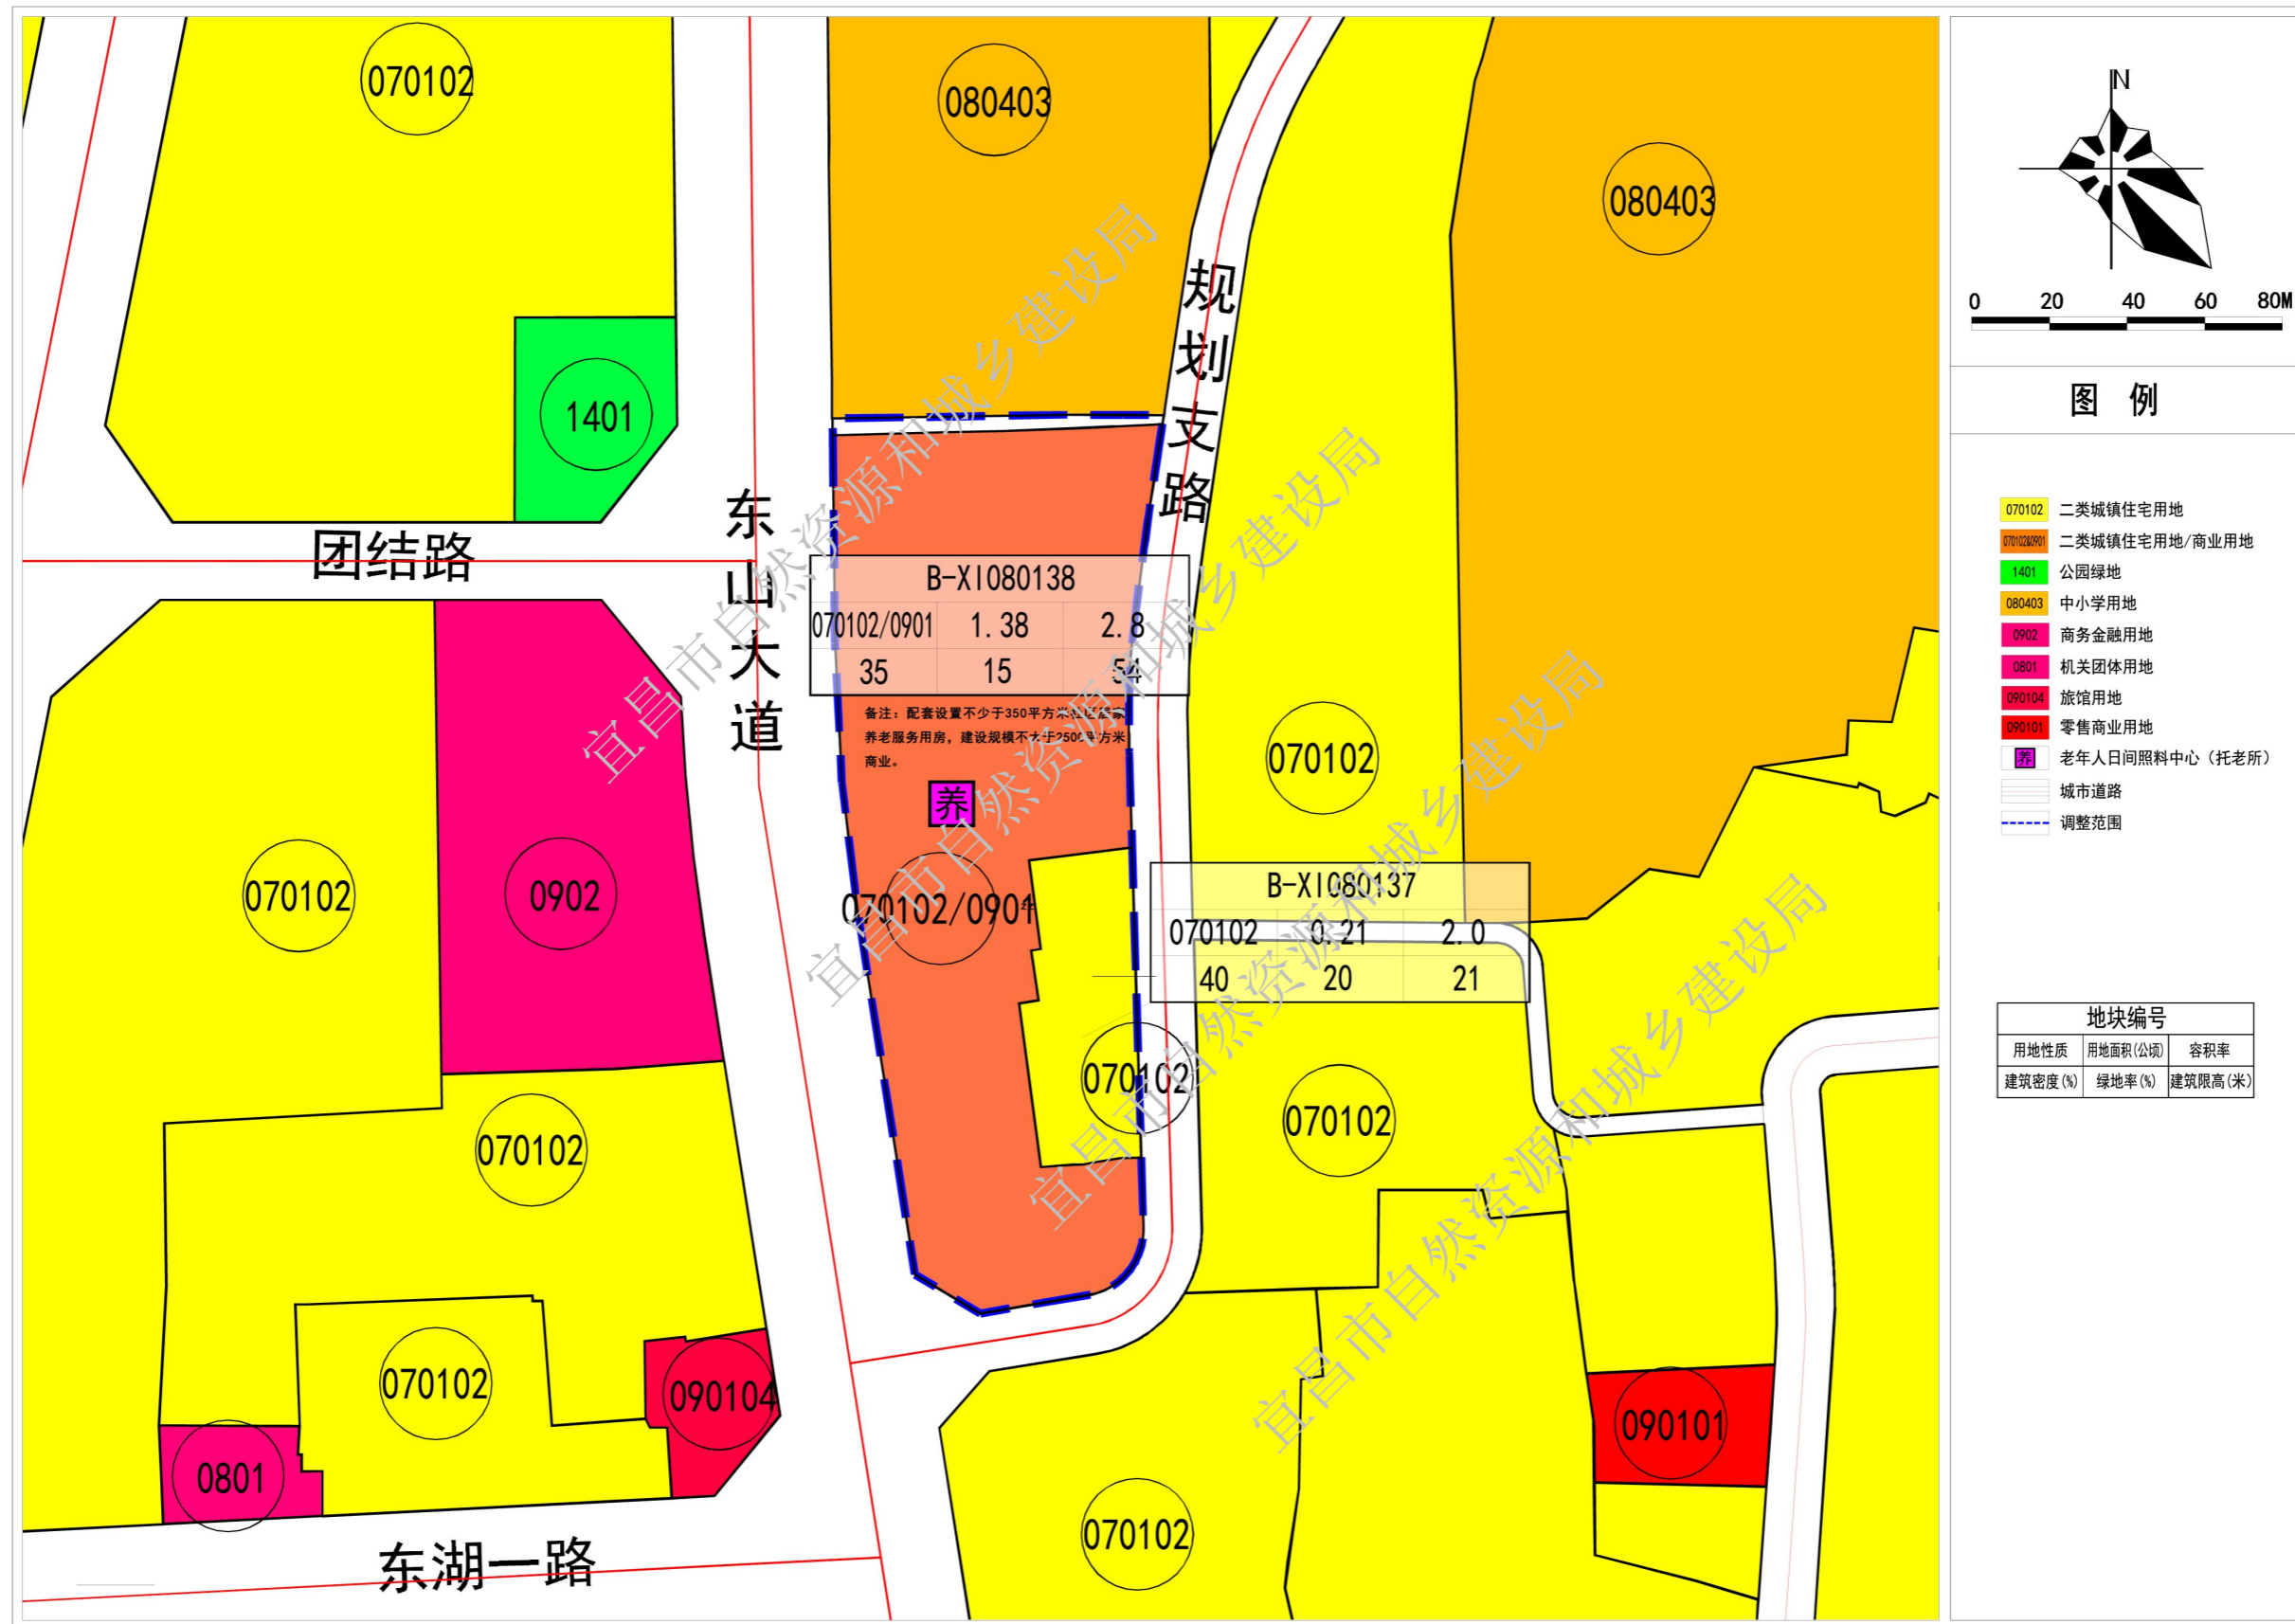 070102
080403
080403
1401
规划支路
团结路
东山大道
B-XI080138
070102/0901 1.38 2.8
35 15 54
备注：配套设置不少于350平方米社区居家
养老服务用房，建设规模不大于2500平方米
商业。
养
070102
070102
0902
070102/0901
B-XI080137
070102 0.21 2.0
40 20 21
070102
070102
070102
070102
090104
0801
090101
070102
东湖一路
宜昌市自然资源和城乡建设局
宜昌市自然资源和城乡建设局
宜昌市自然资源和城乡建设局
宜昌市自然资源和城乡建设局
N
0 20 40 60 80M
图 例
070102 二类城镇住宅用地
070102&0901 二类城镇住宅用地/商业用地
1401 公园绿地
080403 中小学用地
0902 商务金融用地
0801 机关团体用地
090104 旅馆用地
090101 零售商业用地
养 老年人日间照料中心（托老所）
城市道路
调整范围
地块编号
用地性质 用地面积(公顷) 容积率
建筑密度(%) 绿地率(%) 建筑限高(米)